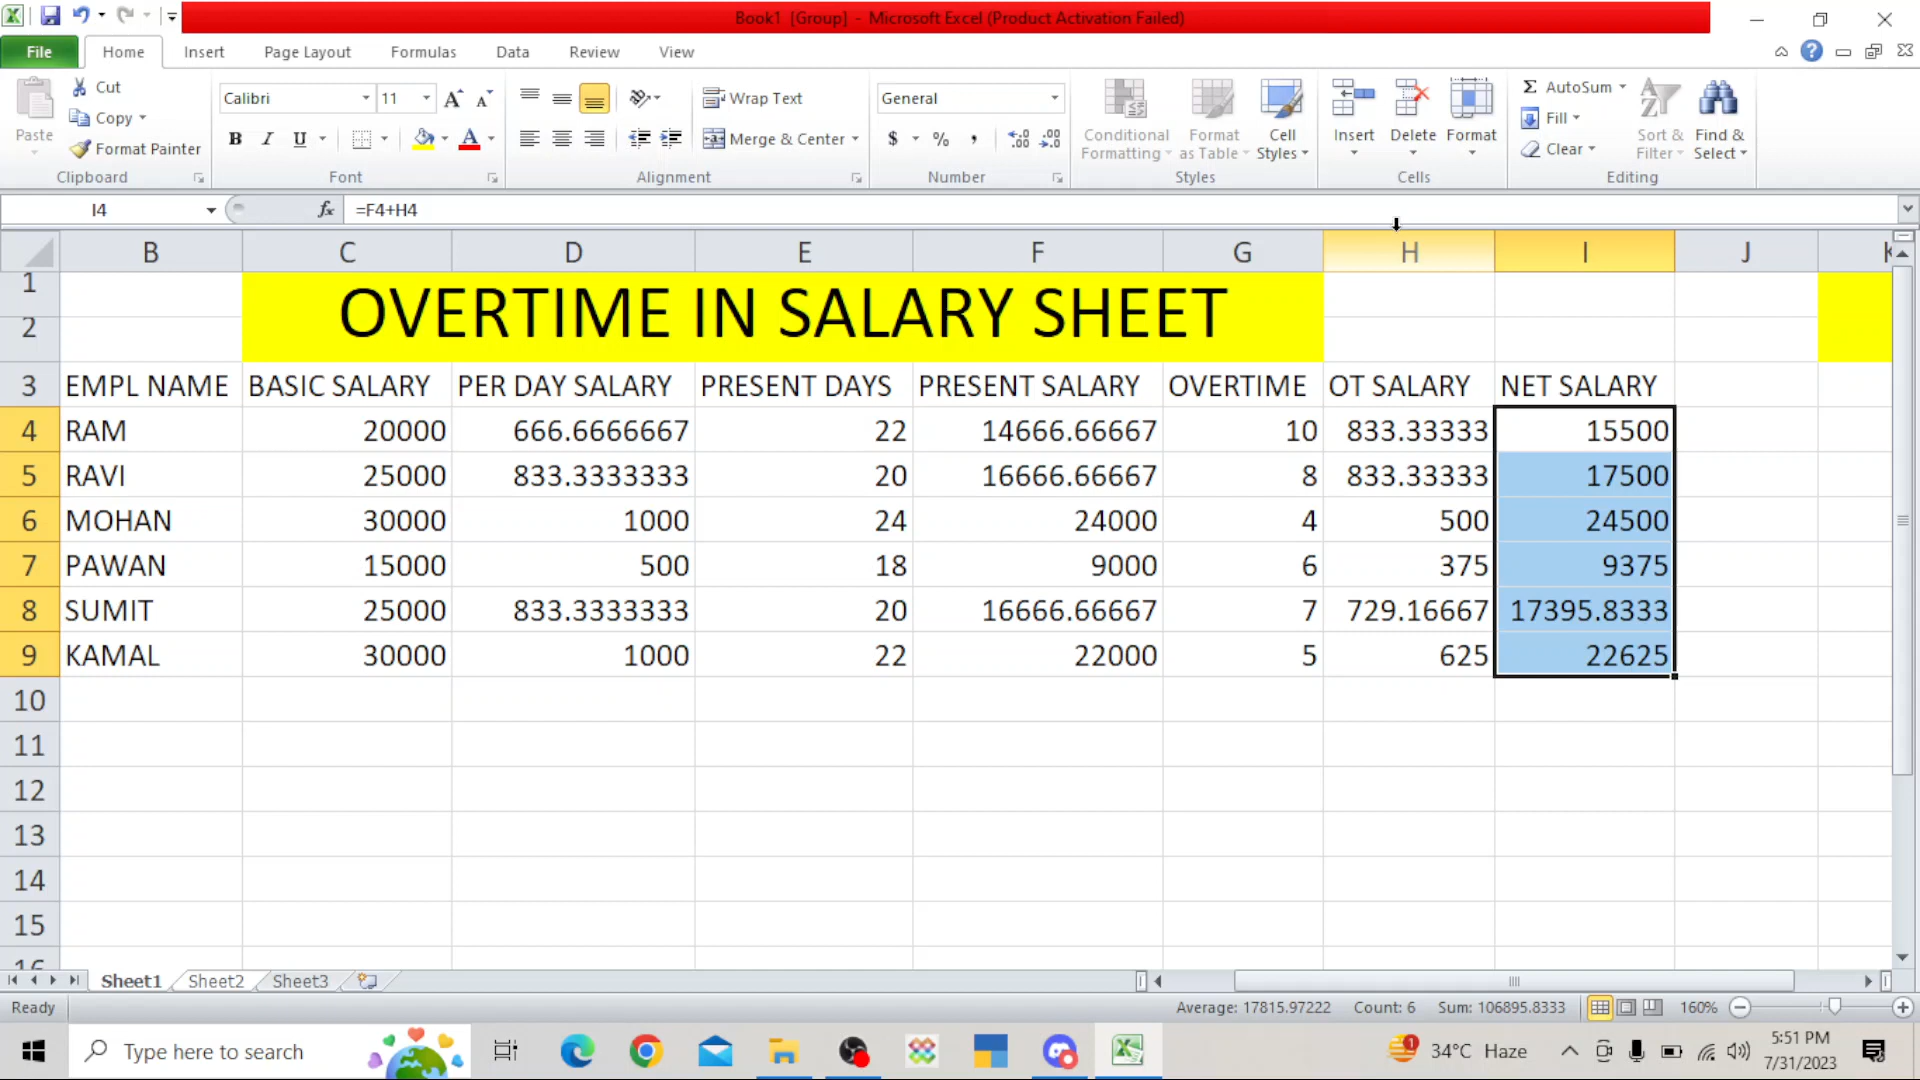 Book1 [Group] - Microsoft Excel (Product Activation Failed)
File Home Insert Page Layout Formulas Data Review View
Paste
Cut
Copy
Format Painter
Clipboard
Calibri 11
B I U
Font
Wrap Text
Merge & Center
Alignment
General
$ % ,
Number
Conditional Formatting
Format as Table
Cell Styles
Styles
Insert
Delete
Format
Cells
Σ AutoSum
Fill
Clear
Sort & Filter
Find & Select
Editing
I4 fx =F4+H4
B C D E F G H I J K
1
2 OVERTIME IN SALARY SHEET
3 EMPL NAME BASIC SALARY PER DAY SALARY PRESENT DAYS PRESENT SALARY OVERTIME OT SALARY NET SALARY
4 RAM 20000 666.6666667 22 14666.66667 10 833.33333 15500
5 RAVI 25000 833.3333333 20 16666.66667 8 833.33333 17500
6 MOHAN 30000 1000 24 24000 4 500 24500
7 PAWAN 15000 500 18 9000 6 375 9375
8 SUMIT 25000 833.3333333 20 16666.66667 7 729.16667 17395.8333
9 KAMAL 30000 1000 22 22000 5 625 22625
10
11
12
13
14
15
16
Sheet1 Sheet2 Sheet3
Ready Average: 17815.97222 Count: 6 Sum: 106895.8333 160%
Type here to search
34°C Haze
5:51 PM
7/31/2023